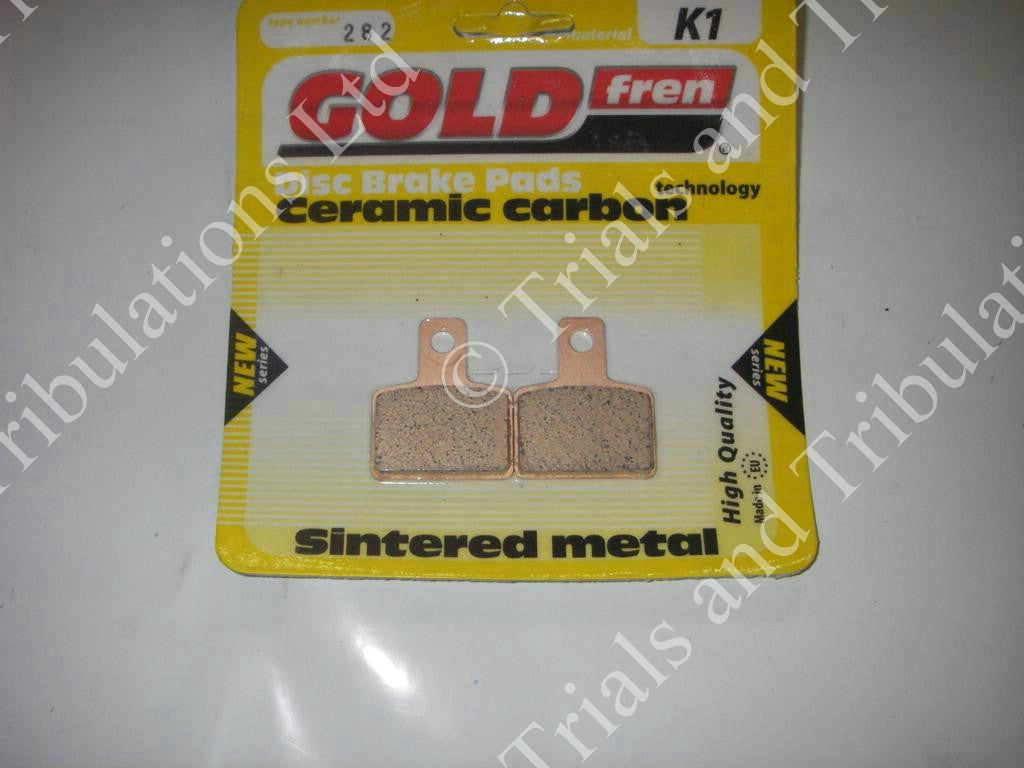 type number
282
material
K1
GOLD fren
®
Disc Brake Pads
technology
Ceramic carbon
NEW
series
NEW
series
High Quality
Made in EU
Sintered metal
© Trials and Tribulations Ltd
Trials and Tribulations